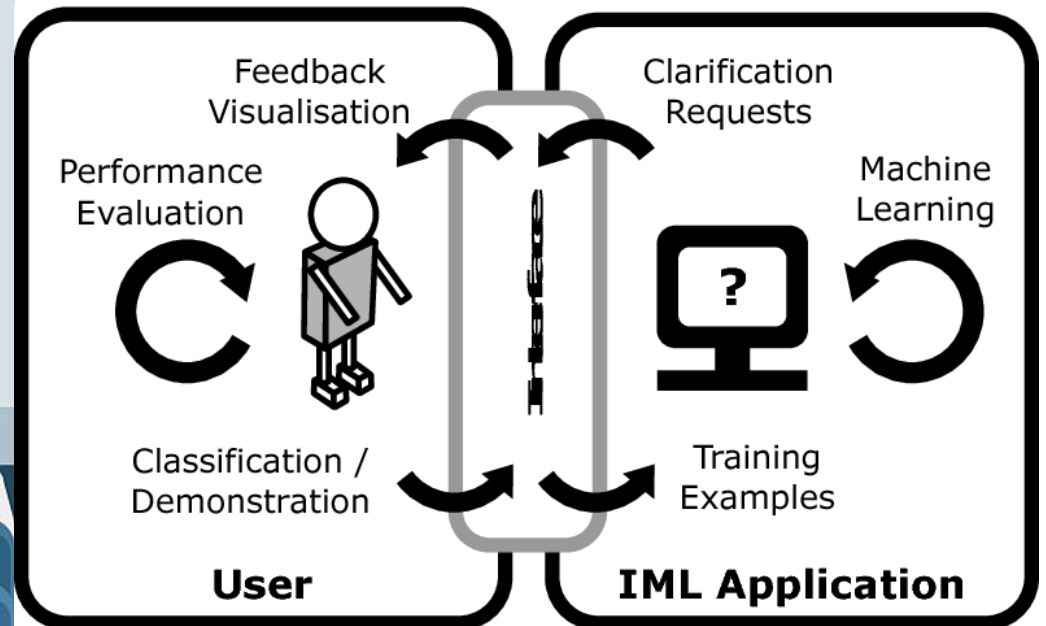 Feedback
Visualisation
Clarification
Requests
Performance
Evaluation
Machine
Learning
?
Classification /
Demonstration
Training
Examples
User
IML Application